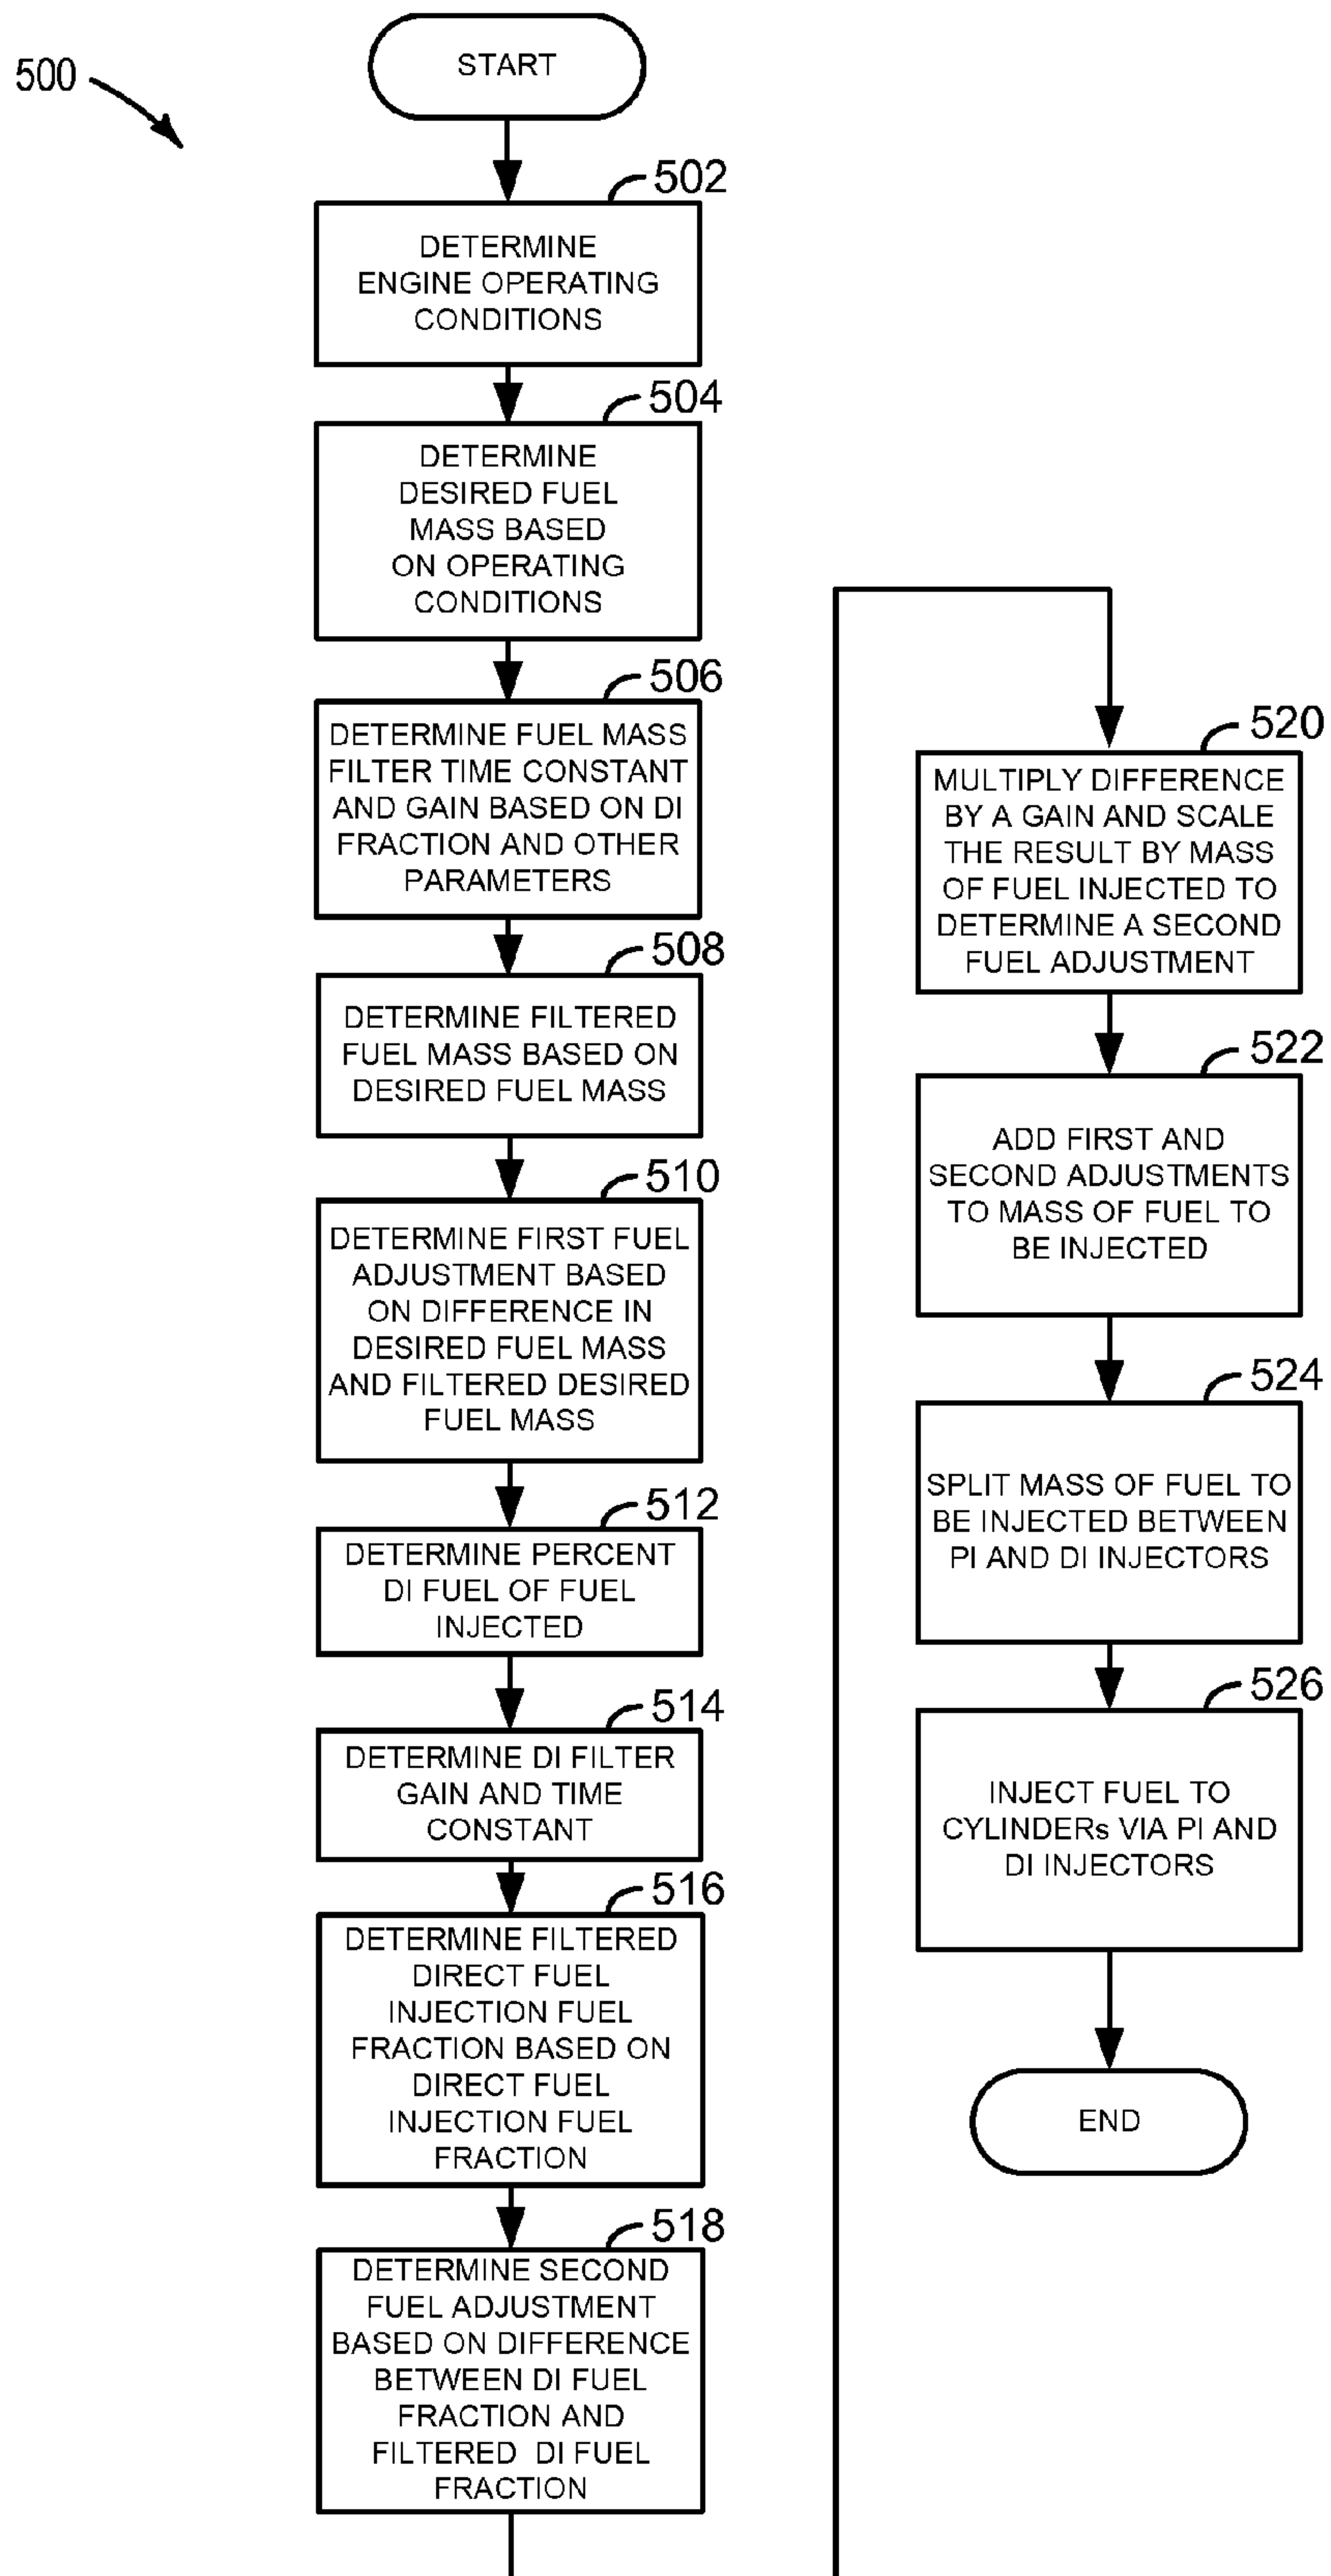 500
START
502
DETERMINE
ENGINE OPERATING
CONDITIONS
504
DETERMINE
DESIRED FUEL
MASS BASED
ON OPERATING
CONDITIONS
506
DETERMINE FUEL MASS
FILTER TIME CONSTANT
AND GAIN BASED ON DI
FRACTION AND OTHER
PARAMETERS
508
DETERMINE FILTERED
FUEL MASS BASED ON
DESIRED FUEL MASS
510
DETERMINE FIRST FUEL
ADJUSTMENT BASED
ON DIFFERENCE IN
DESIRED FUEL MASS
AND FILTERED DESIRED
FUEL MASS
512
DETERMINE PERCENT
DI FUEL OF FUEL
INJECTED
514
DETERMINE DI FILTER
GAIN AND TIME
CONSTANT
516
DETERMINE FILTERED
DIRECT FUEL
INJECTION FUEL
FRACTION BASED ON
DIRECT FUEL
INJECTION FUEL
FRACTION
518
DETERMINE SECOND
FUEL ADJUSTMENT
BASED ON DIFFERENCE
BETWEEN DI FUEL
FRACTION AND
FILTERED DI FUEL
FRACTION
520
MULTIPLY DIFFERENCE
BY A GAIN AND SCALE
THE RESULT BY MASS
OF FUEL INJECTED TO
DETERMINE A SECOND
FUEL ADJUSTMENT
522
ADD FIRST AND
SECOND ADJUSTMENTS
TO MASS OF FUEL TO
BE INJECTED
524
SPLIT MASS OF FUEL TO
BE INJECTED BETWEEN
PI AND DI INJECTORS
526
INJECT FUEL TO
CYLINDERs VIA PI AND
DI INJECTORS
END